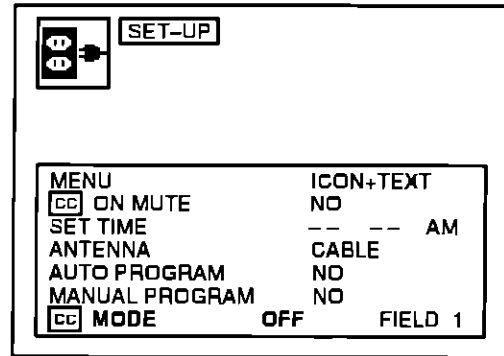 SET–UP
MENU ICON+TEXT
CC ON MUTE NO
SET TIME –– –– AM
ANTENNA CABLE
AUTO PROGRAM NO
MANUAL PROGRAM NO
CC MODE OFF FIELD 1